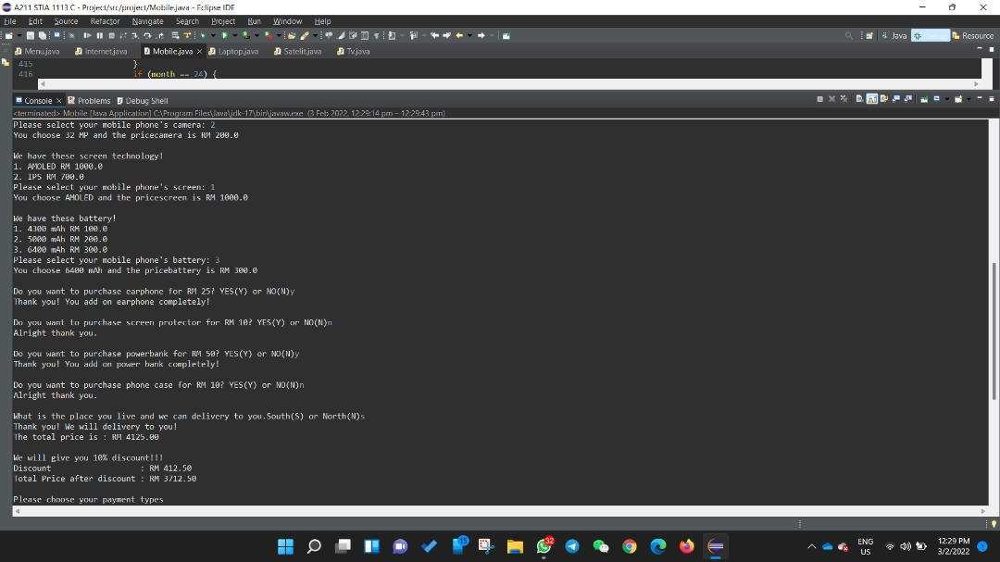 A211 STIA 1113 C - Project/src/project/Mobile.java - Eclipse IDE
File Edit Source Refactor Navigate Search Project Run Window Help
Java Resource
Menu.java Internet.java Mobile.java Laptop.java Satelit.java Tv.java
415 }
416 if (month == 24) {
Console Problems Debug Shell
<terminated> Mobile [Java Application] C:\Program Files\Java\jdk-17\bin\javaw.exe (3 Feb 2022, 12:29:14 pm – 12:29:43 pm)
Please select your mobile phone's camera: 2
You choose 32 MP and the pricecamera is RM 200.0
We have these screen technology!
1. AMOLED RM 1000.0
2. IPS RM 700.0
Please select your mobile phone's screen: 1
You choose AMOLED and the pricescreen is RM 1000.0
We have these battery!
1. 4300 mAh RM 100.0
2. 5000 mAh RM 200.0
3. 6400 mAh RM 300.0
Please select your mobile phone's battery: 3
You choose 6400 mAh and the pricebattery is RM 300.0
Do you want to purchase earphone for RM 25? YES(Y) or NO(N)y
Thank you! You add on earphone completely!
Do you want to purchase screen protector for RM 10? YES(Y) or NO(N)n
Alright thank you.
Do you want to purchase powerbank for RM 50? YES(Y) or NO(N)y
Thank you! You add on power bank completely!
Do you want to purchase phone case for RM 10? YES(Y) or NO(N)n
Alright thank you.
What is the place you live and we can delivery to you.South(S) or North(N)s
Thank you! We will delivery to you!
The total price is : RM 4125.00
We will give you 10% discount!!!
Discount : RM 412.50
Total Price after discount : RM 3712.50
Please choose your payment types
15 32 ENG 12:29 PM
US 3/2/2022 1